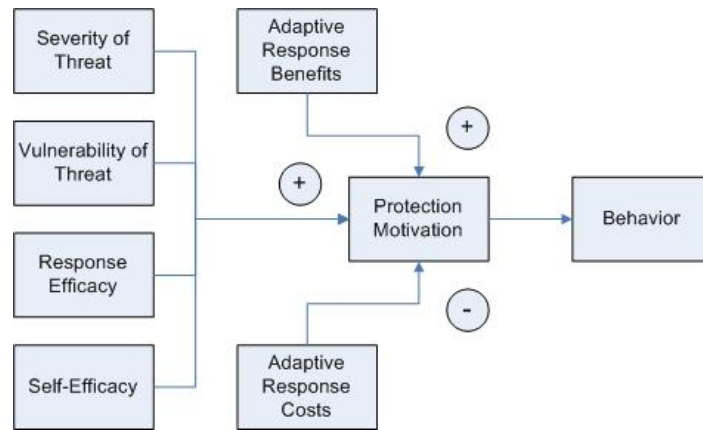 Severity of
Threat
Vulnerability of
Threat
Response
Efficacy
Self-Efficacy
Adaptive
Response
Benefits
+
+
Protection
Motivation
-
Adaptive
Response
Costs
Behavior